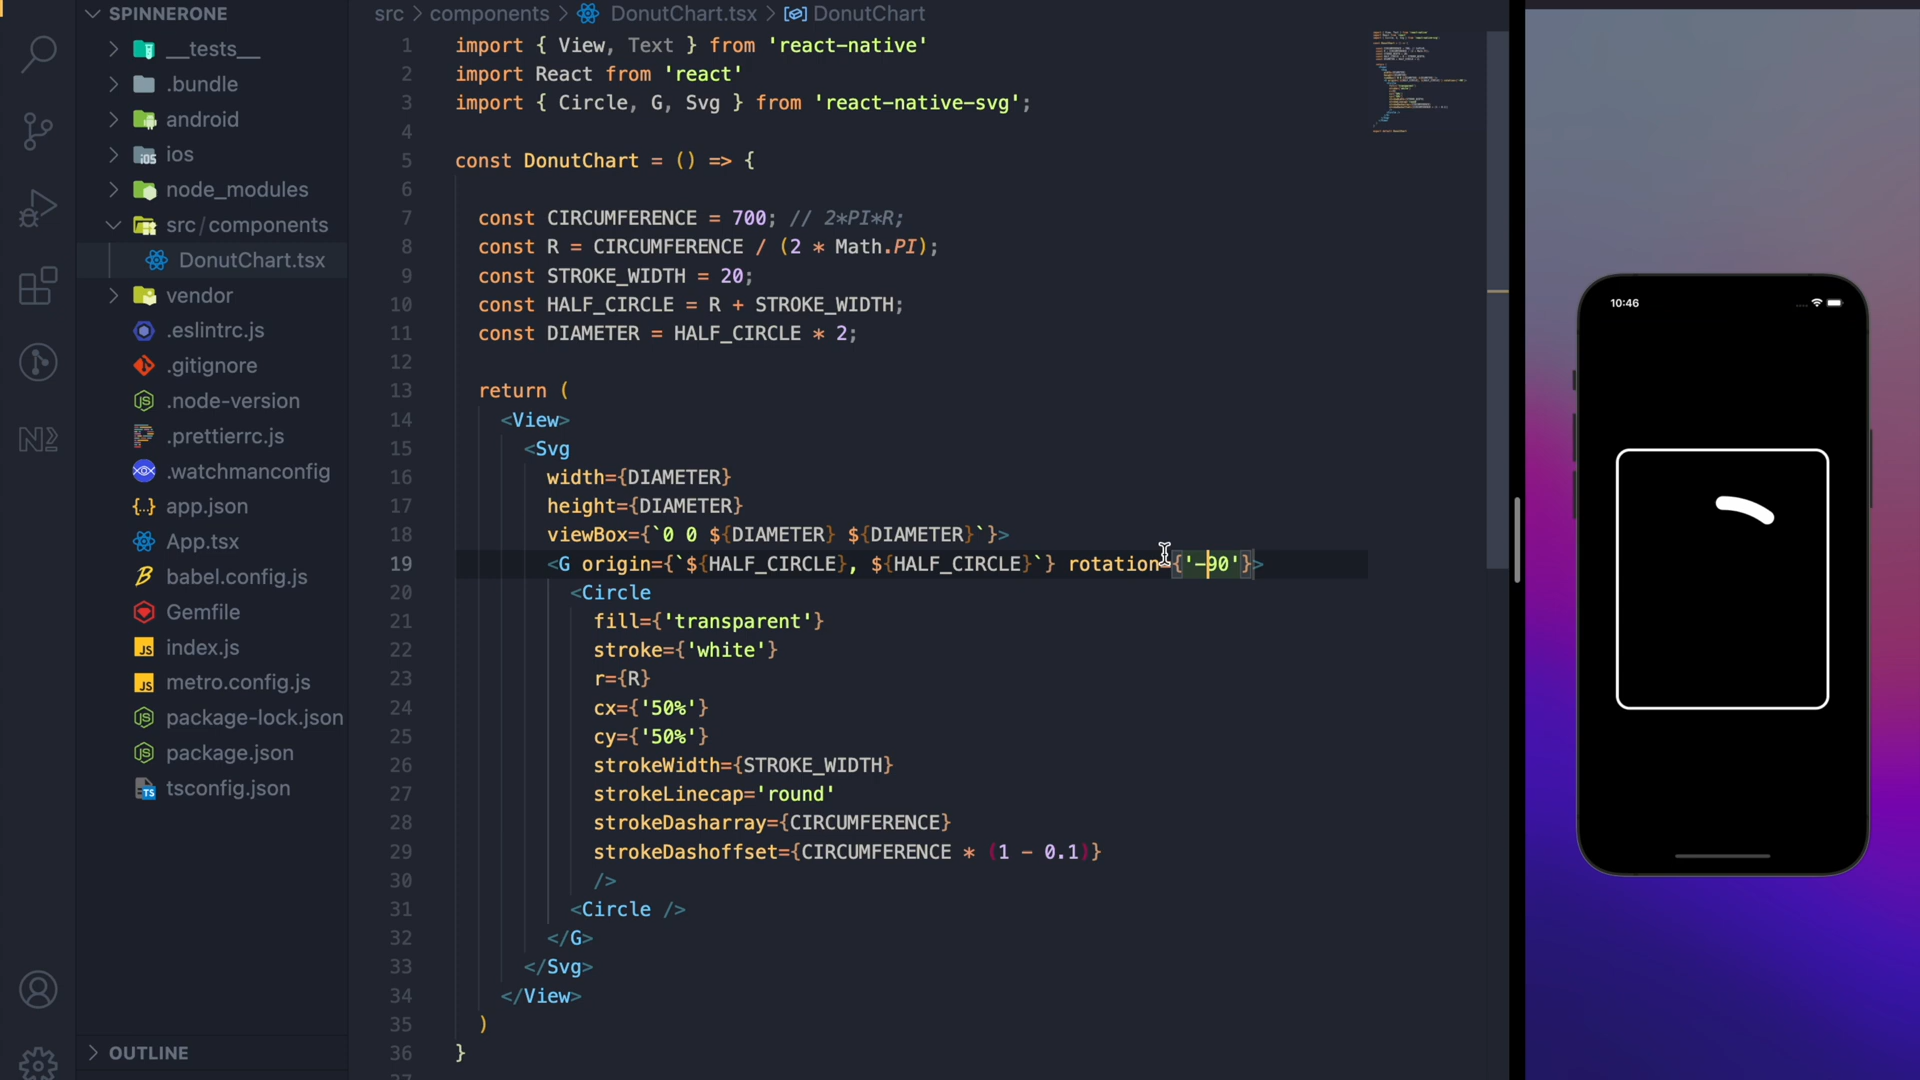 SPINNERONE
__tests__
.bundle
android
ios
node_modules
src/components
DonutChart.tsx
vendor
.eslintrc.js
.gitignore
.node-version
.prettierrc.js
.watchmanconfig
app.json
App.tsx
babel.config.js
Gemfile
index.js
metro.config.js
package-lock.json
package.json
tsconfig.json
OUTLINE
src > components > DonutChart.tsx > DonutChart
1 import { View, Text } from 'react-native'
2 import React from 'react'
3 import { Circle, G, Svg } from 'react-native-svg';
4
5 const DonutChart = () => {
6
7 const CIRCUMFERENCE = 700; // 2*PI*R;
8 const R = CIRCUMFERENCE / (2 * Math.PI);
9 const STROKE_WIDTH = 20;
10 const HALF_CIRCLE = R + STROKE_WIDTH;
11 const DIAMETER = HALF_CIRCLE * 2;
12
13 return (
14 <View>
15 <Svg
16 width={DIAMETER}
17 height={DIAMETER}
18 viewBox={`0 0 ${DIAMETER} ${DIAMETER}`}>
19 <G origin={`${HALF_CIRCLE}, ${HALF_CIRCLE}`} rotation={'-90'}>
20 <Circle
21 fill={'transparent'}
22 stroke={'white'}
23 r={R}
24 cx={'50%'}
25 cy={'50%'}
26 strokeWidth={STROKE_WIDTH}
27 strokeLinecap='round'
28 strokeDasharray={CIRCUMFERENCE}
29 strokeDashoffset={CIRCUMFERENCE * (1 - 0.1)}
30 />
31 <Circle />
32 </G>
33 </Svg>
34 </View>
35 )
36 }
10:46